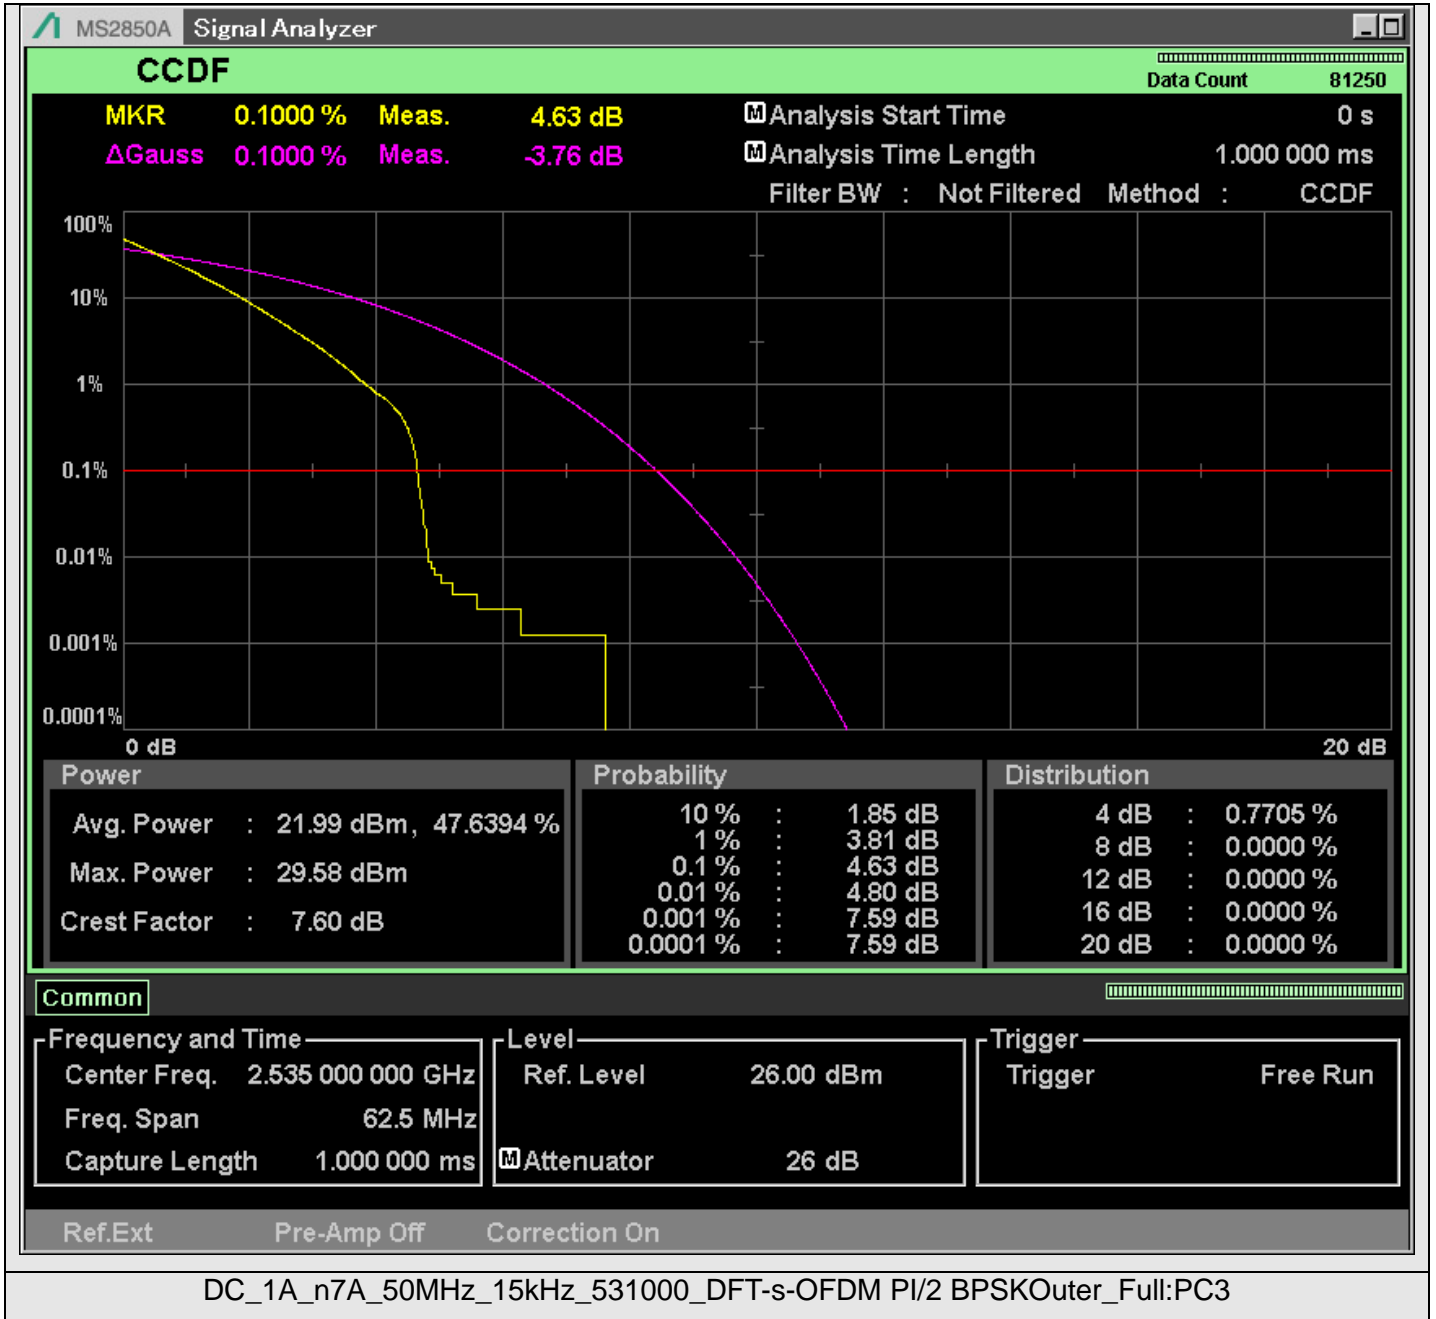 MS2850A Signal Analyzer
CCDF
Data Count 81250
MKR 0.1000 % Meas. 4.63 dB
ΔGauss 0.1000 % Meas. -3.76 dB
M Analysis Start Time 0 s
M Analysis Time Length 1.000 000 ms
Filter BW : Not Filtered Method : CCDF
100%
10%
1%
0.1%
0.01%
0.001%
0.0001%
0 dB 20 dB
Power
Avg. Power : 21.99 dBm, 47.6394 %
Max. Power : 29.58 dBm
Crest Factor : 7.60 dB
Probability
10 % : 1.85 dB
1 % : 3.81 dB
0.1 % : 4.63 dB
0.01 % : 4.80 dB
0.001 % : 7.59 dB
0.0001 % : 7.59 dB
Distribution
4 dB : 0.7705 %
8 dB : 0.0000 %
12 dB : 0.0000 %
16 dB : 0.0000 %
20 dB : 0.0000 %
Common
Frequency and Time
Center Freq. 2.535 000 000 GHz
Freq. Span 62.5 MHz
Capture Length 1.000 000 ms
Level
Ref. Level 26.00 dBm
M Attenuator 26 dB
Trigger
Trigger Free Run
Ref.Ext Pre-Amp Off Correction On
DC_1A_n7A_50MHz_15kHz_531000_DFT-s-OFDM PI/2 BPSKOuter_Full:PC3